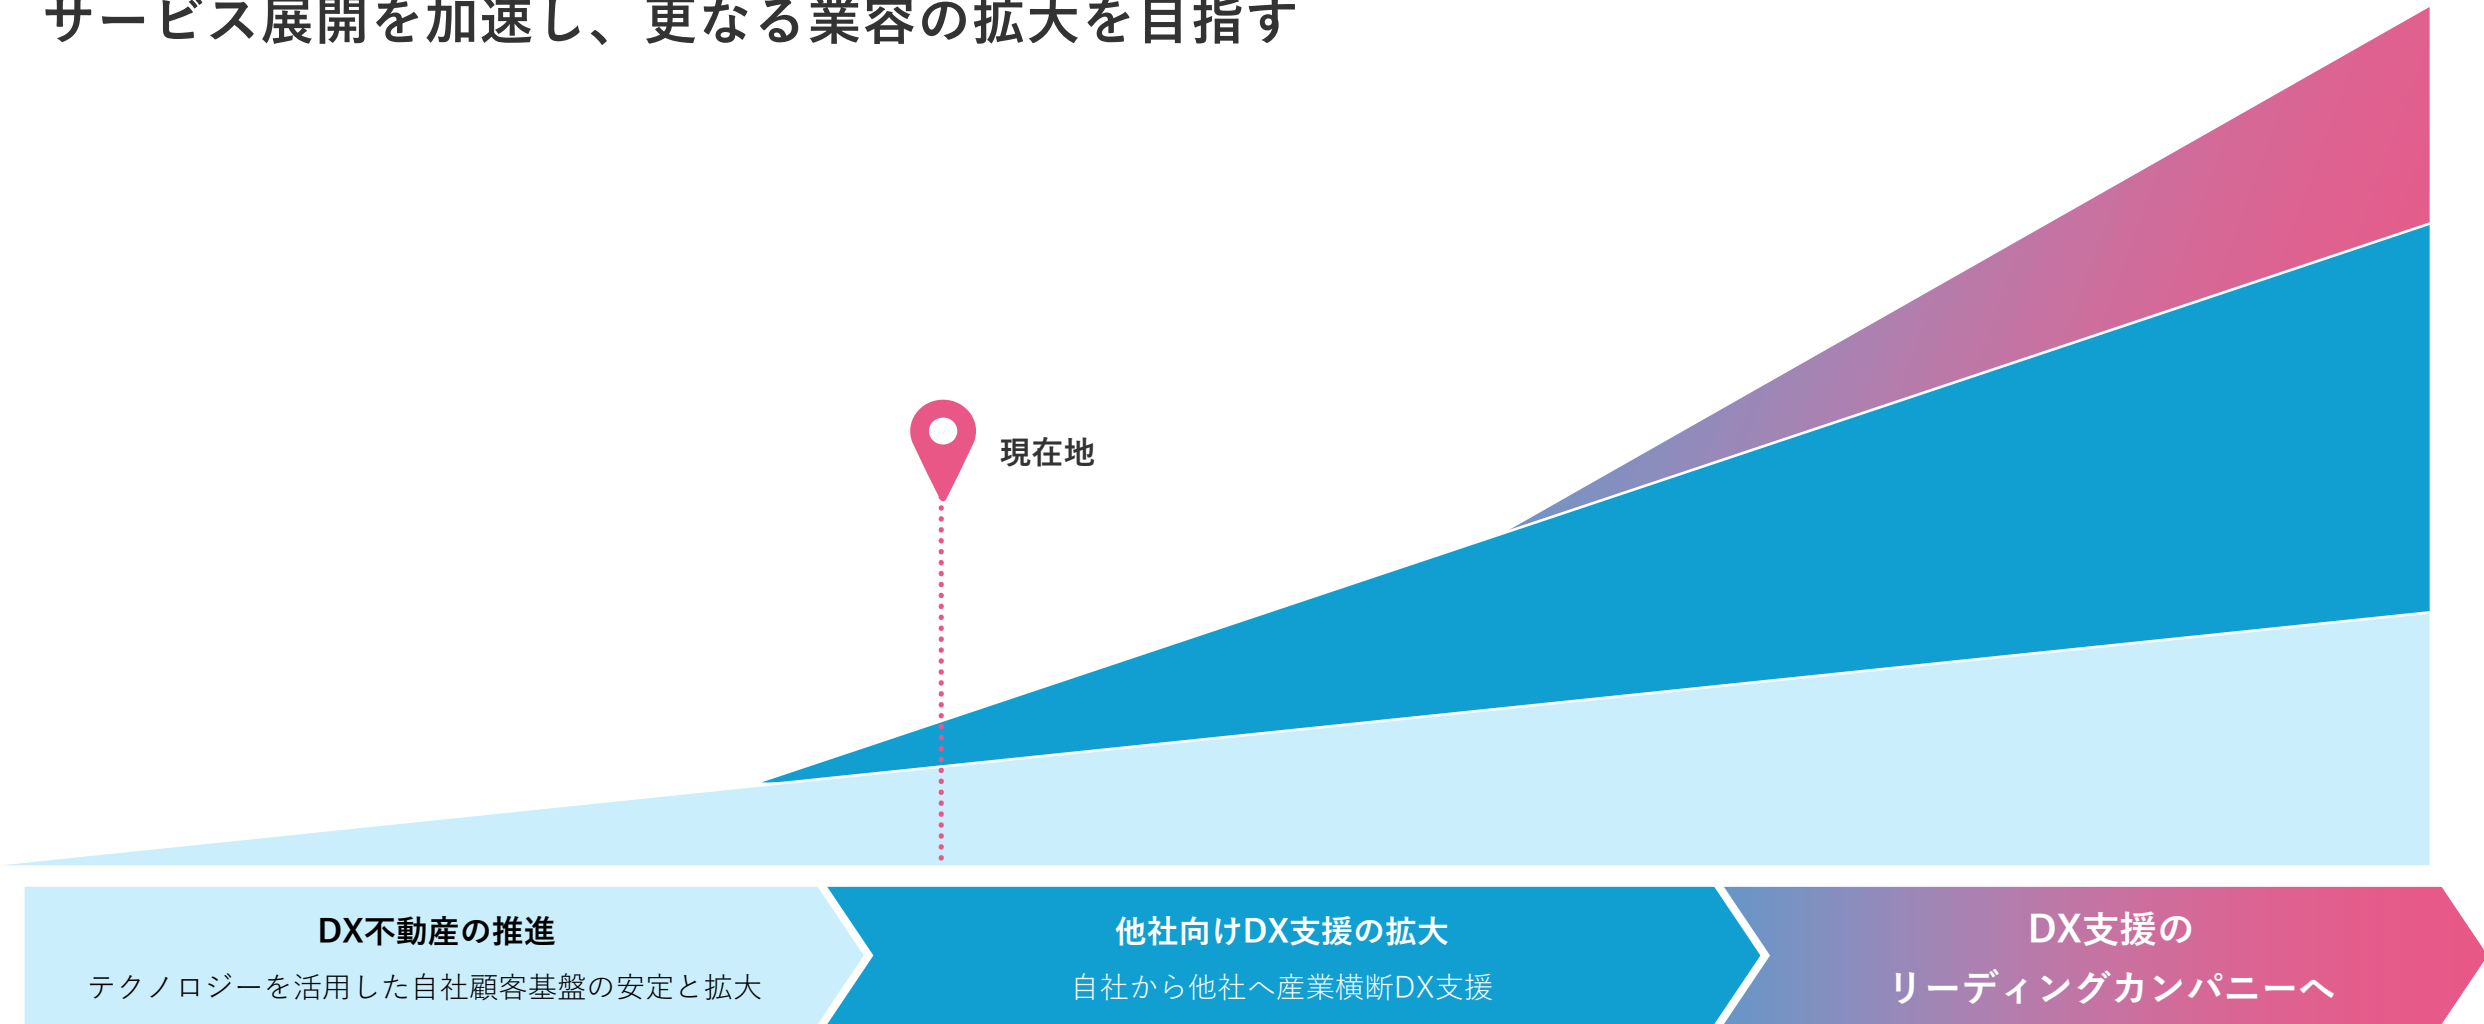 サービス展開を加速し、更なる業容の拡大を目指す
現在地
DX不動産の推進
テクノロジーを活用した自社顧客基盤の安定と拡大
他社向けDX支援の拡大
自社から他社へ産業横断DX支援
DX支援の
リーディングカンパニーへ